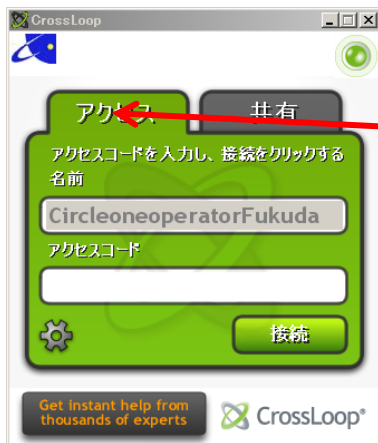 CrossLoop
アクセス
共有
アクセスコードを入力し、接続をクリックする
名前
CircleoneoperatorFukuda
アクセスコード
接続
Get instant help from
thousands of experts
CrossLoop®